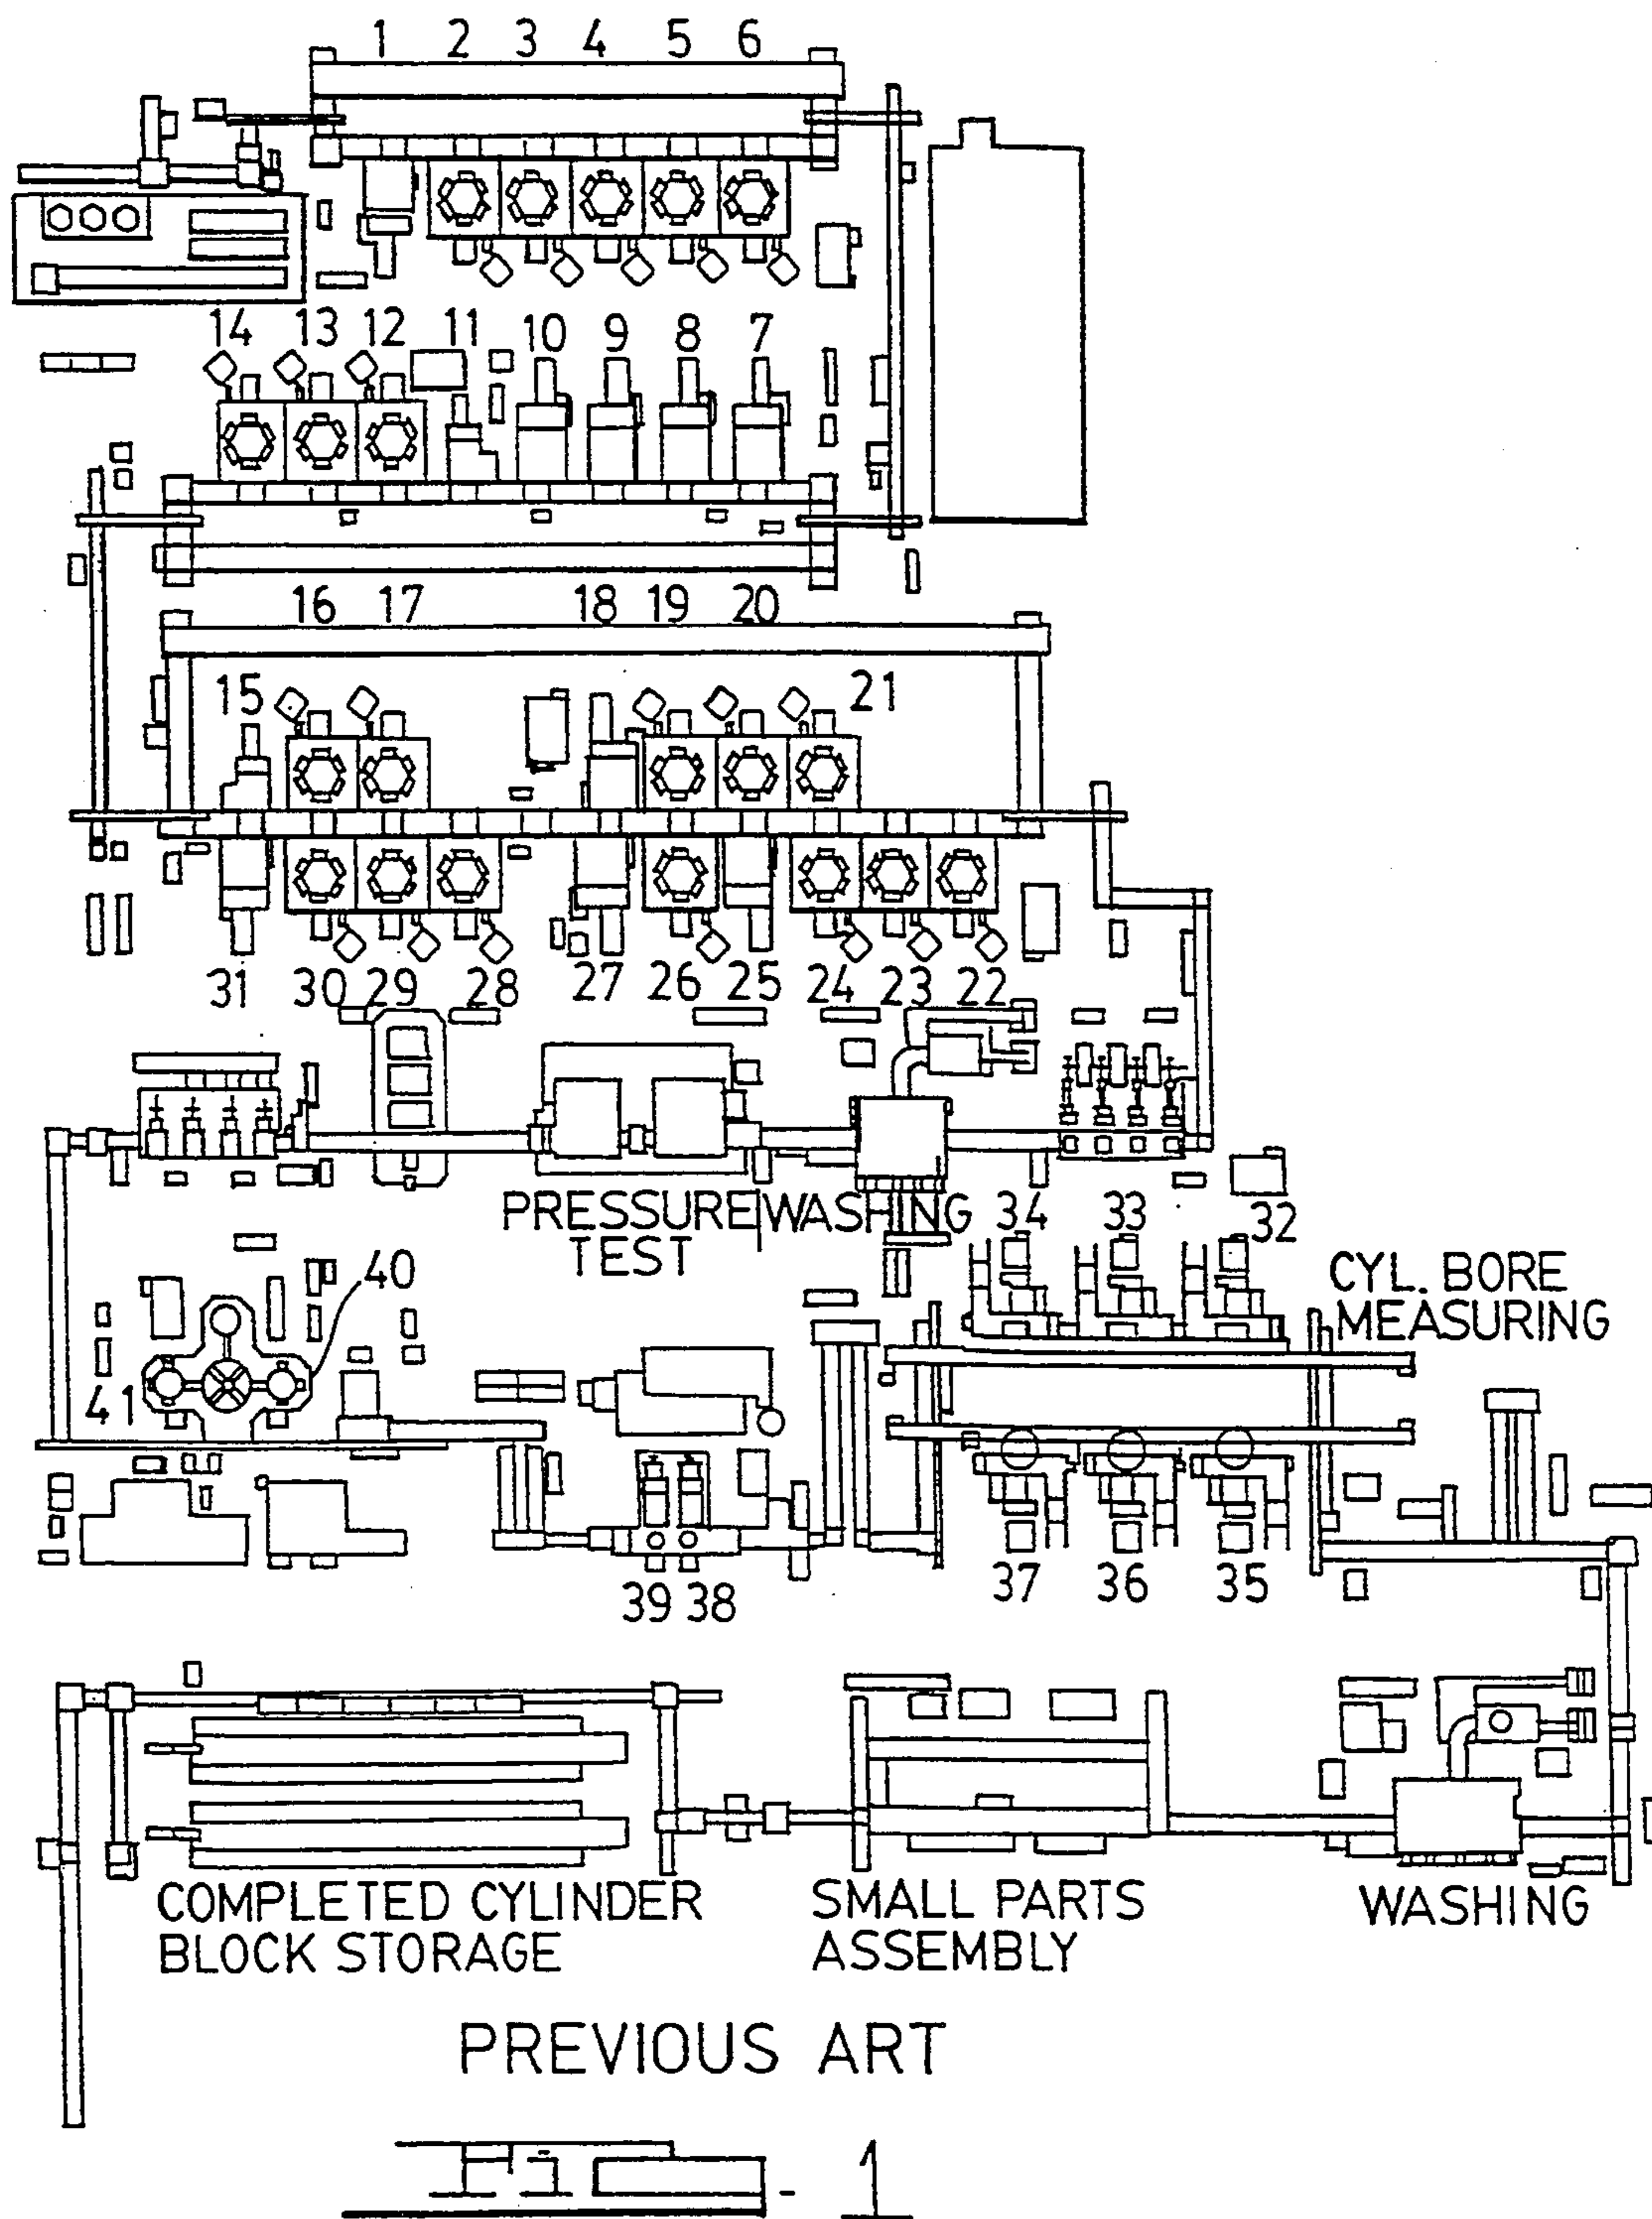 1 2 3 4 5 6
14 13 12 11 10 9 8 7
16 17 18 19 20
15 21
31 30 29 28 27 26 25 24 23 22
PRESSURE WASHING
TEST
34 33 32
CYL. BORE
MEASURING
40
41
39 38 37 36 35
COMPLETED CYLINDER
BLOCK STORAGE
SMALL PARTS
ASSEMBLY
WASHING
PREVIOUS ART
1